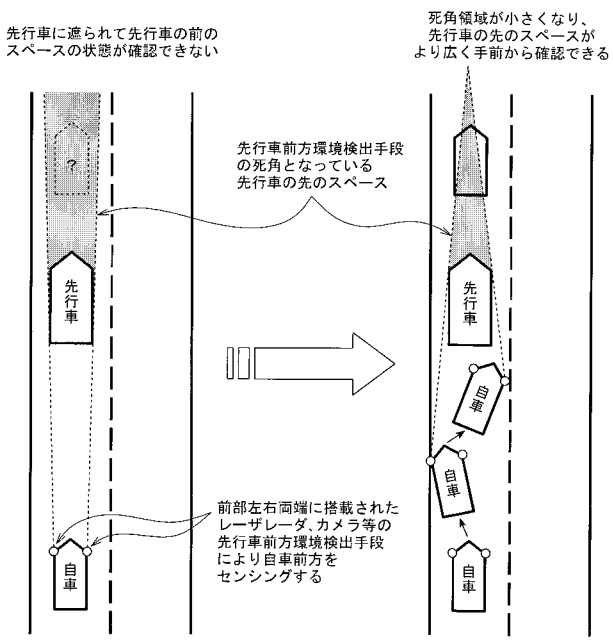 先行車に遮られて先行車の前の
スペースの状態が確認できない
死角領域が小さくなり、
先行車の先のスペースが
より広く手前から確認できる
?
先行車前方環境検出手段
の死角となっている
先行車の先のスペース
先行車
先行車
自車
自車
前部左右両端に搭載された
レーザレーダ、カメラ等の
先行車前方環境検出手段
により自車前方を
センシングする
自車
自車